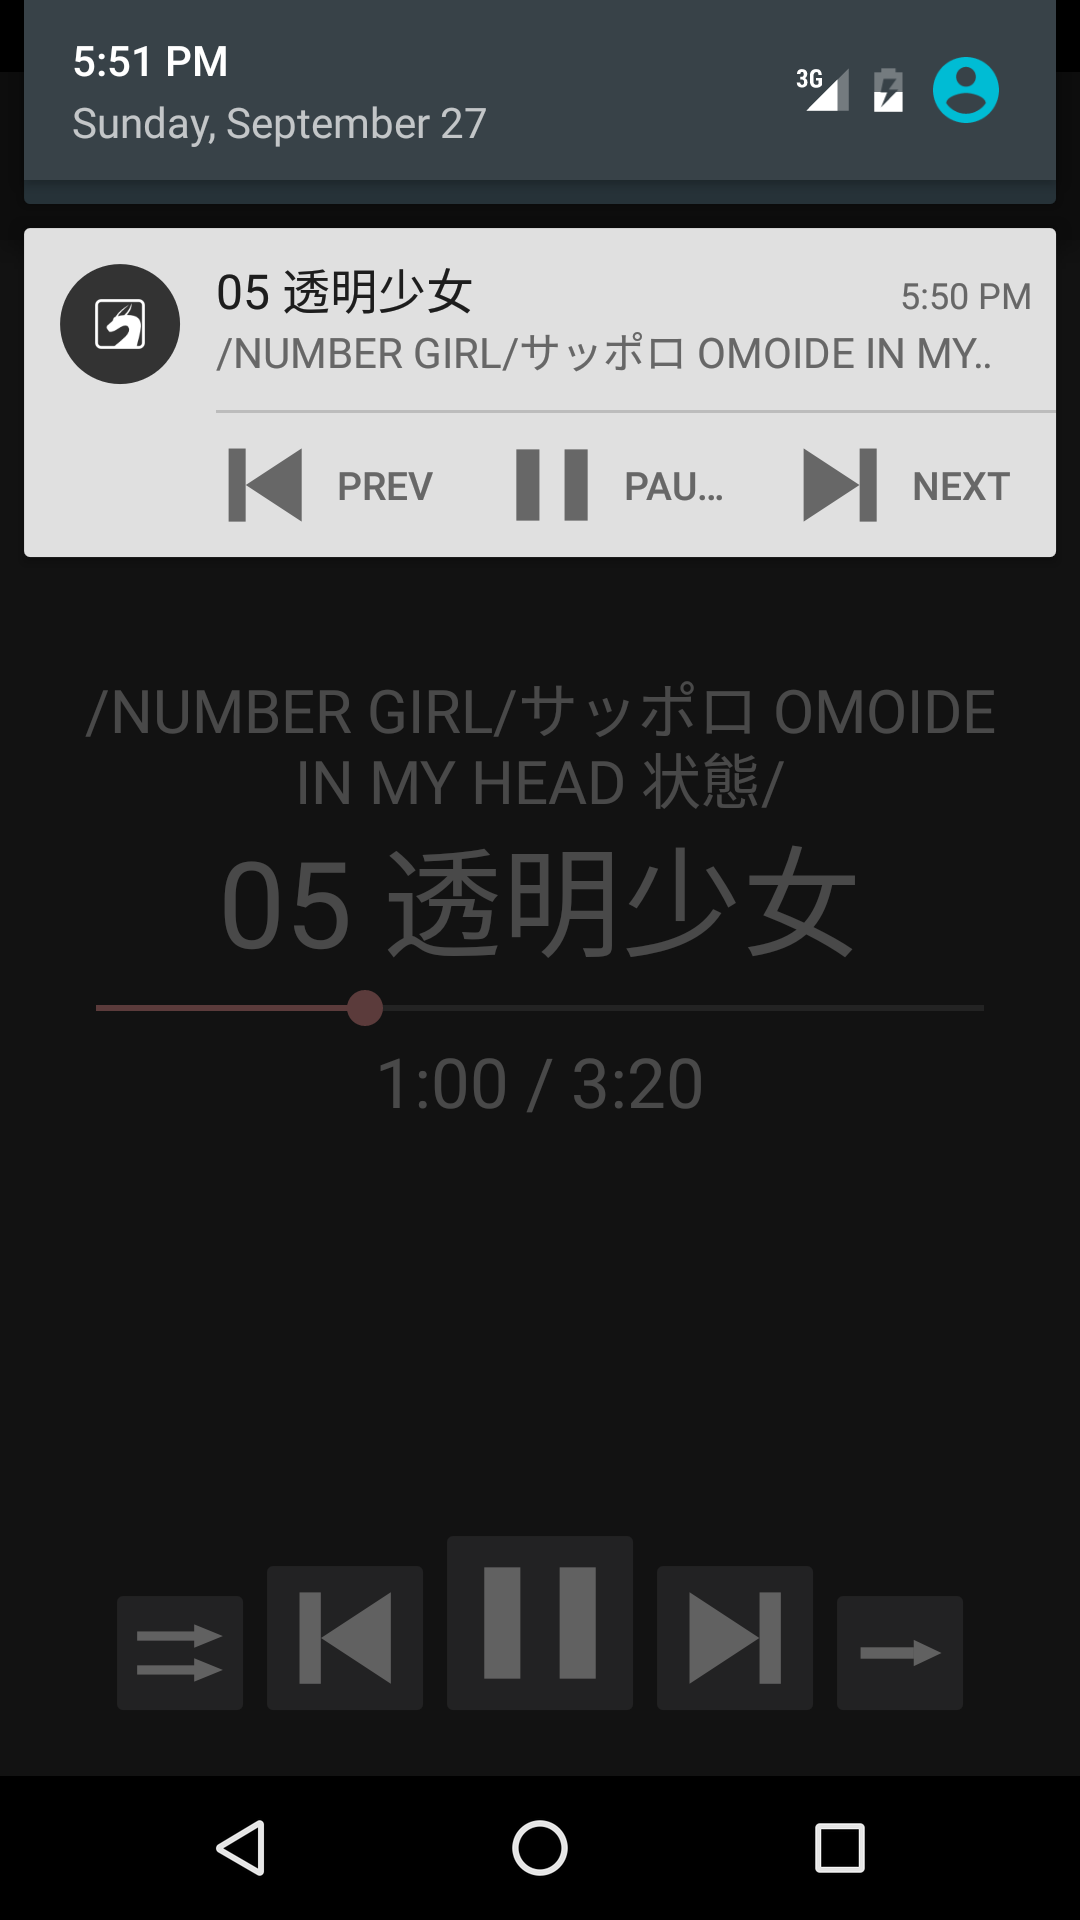 5:51 PM
3G
Sunday, September 27
05 透明少女
5:50 PM
/NUMBER GIRL/サッポロ OMOIDE IN MY..
PREV
PAU...
NEXT
/NUMBER GIRL/サッポロ OMOIDE
IN MY HEAD 状態/
05 透明少女
1:00 / 3:20